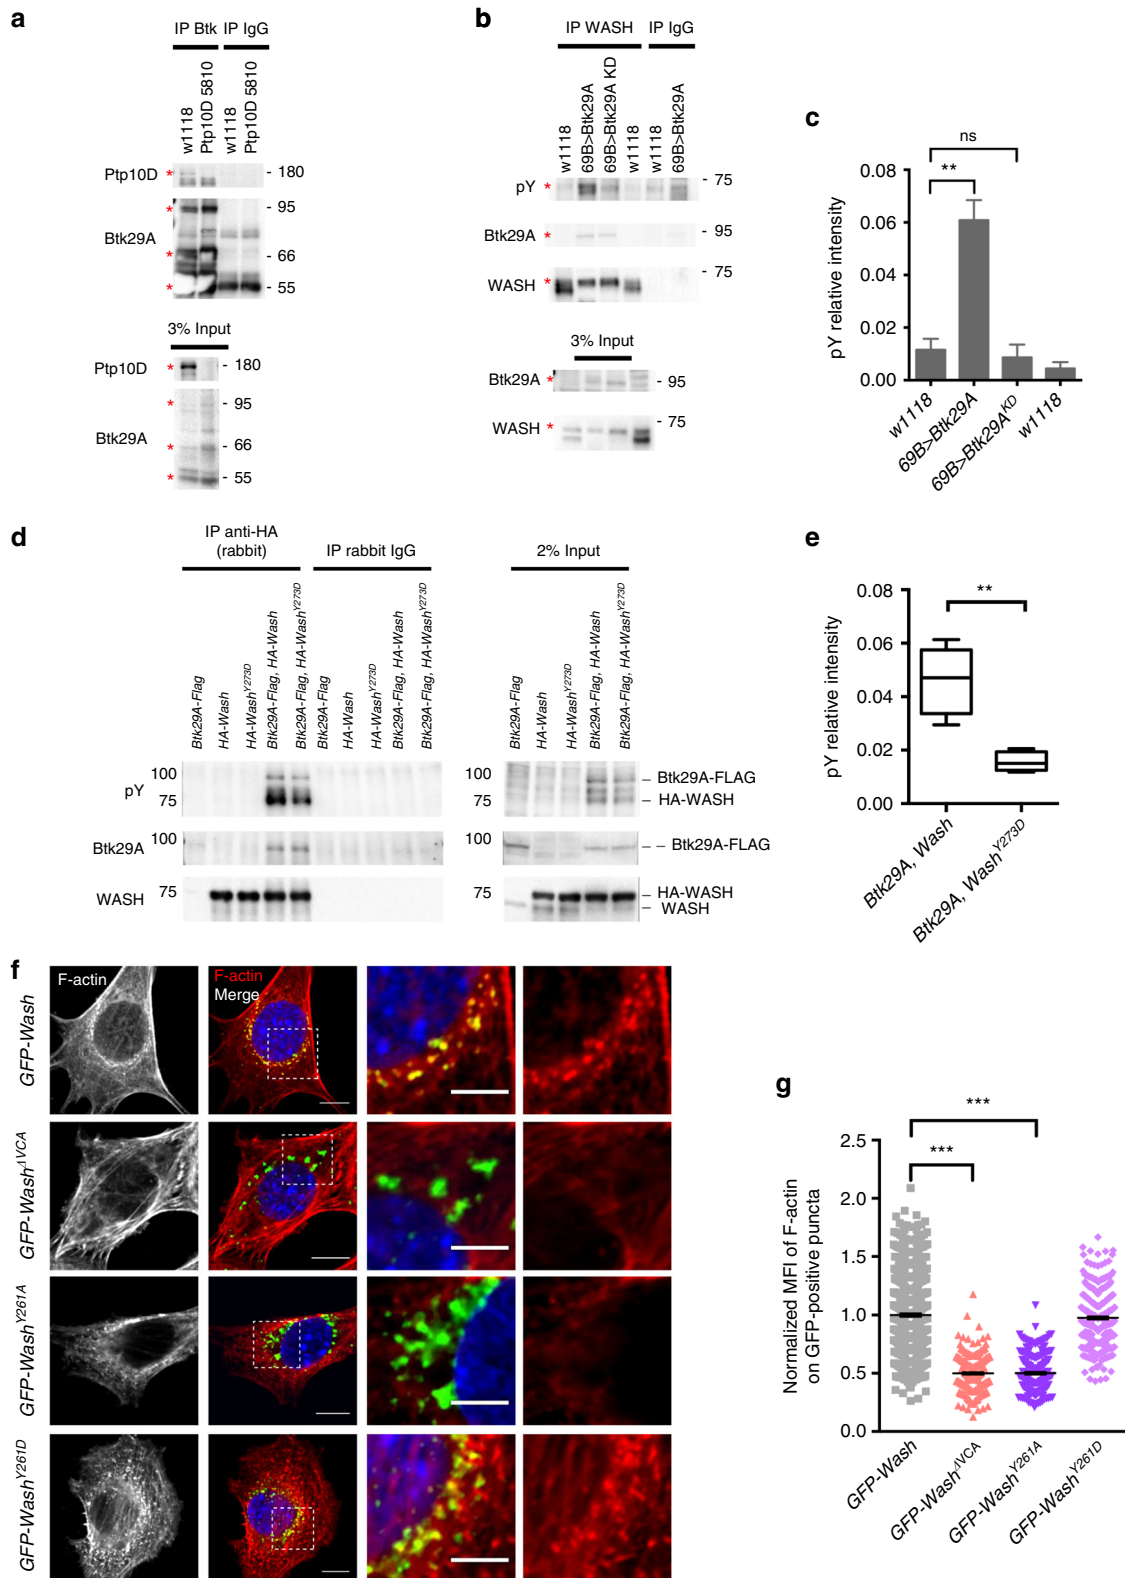 a
IP Btk
IP IgG
w1118
Ptp10D 5810
w1118
Ptp10D 5810
Ptp10D
*
- 180
*
- 95
Btk29A
*
- 66
*
- 55
3% Input
Ptp10D
*
- 180
*
- 95
Btk29A
*
- 66
*
- 55
b
IP WASH
IP IgG
w1118
69B>Btk29A
69B>Btk29A KD
w1118
w1118
69B>Btk29A
pY
*
- 75
Btk29A
*
- 95
WASH
*
- 75
3% Input
Btk29A
*
- 95
WASH
*
- 75
c
ns
**
pY relative intensity
0.08
0.06
0.04
0.02
0.00
w1118
69B>Btk29A
69B>Btk29A^KD
w1118
d
IP anti-HA
(rabbit)
IP rabbit IgG
2% Input
Btk29A-Flag
HA-Wash
HA-Wash^Y273D
Btk29A-Flag, HA-Wash
Btk29A-Flag, HA-Wash^Y273D
Btk29A-Flag
HA-Wash
HA-Wash^Y273D
Btk29A-Flag, HA-Wash
Btk29A-Flag, HA-Wash^Y273D
Btk29A-Flag
HA-Wash
HA-Wash^Y273D
Btk29A-Flag, HA-Wash
Btk29A-Flag, HA-Wash^Y273D
pY
100
75
100
75
– Btk29A-FLAG
– HA-WASH
Btk29A
100
100
– – Btk29A-FLAG
WASH
75
75
– HA-WASH
– WASH
e
**
pY relative intensity
0.08
0.06
0.04
0.02
0.00
Btk29A, Wash
Btk29A, Wash^Y273D
f
F-actin
F-actin
Merge
GFP-Wash
GFP-Wash^ΔVCA
GFP-Wash^Y261A
GFP-Wash^Y261D
g
***
***
Normalized MFI of F-actin
on GFP-positive puncta
2.5
2.0
1.5
1.0
0.5
0.0
GFP-Wash
GFP-Wash^ΔVCA
GFP-Wash^Y261A
GFP-Wash^Y261D